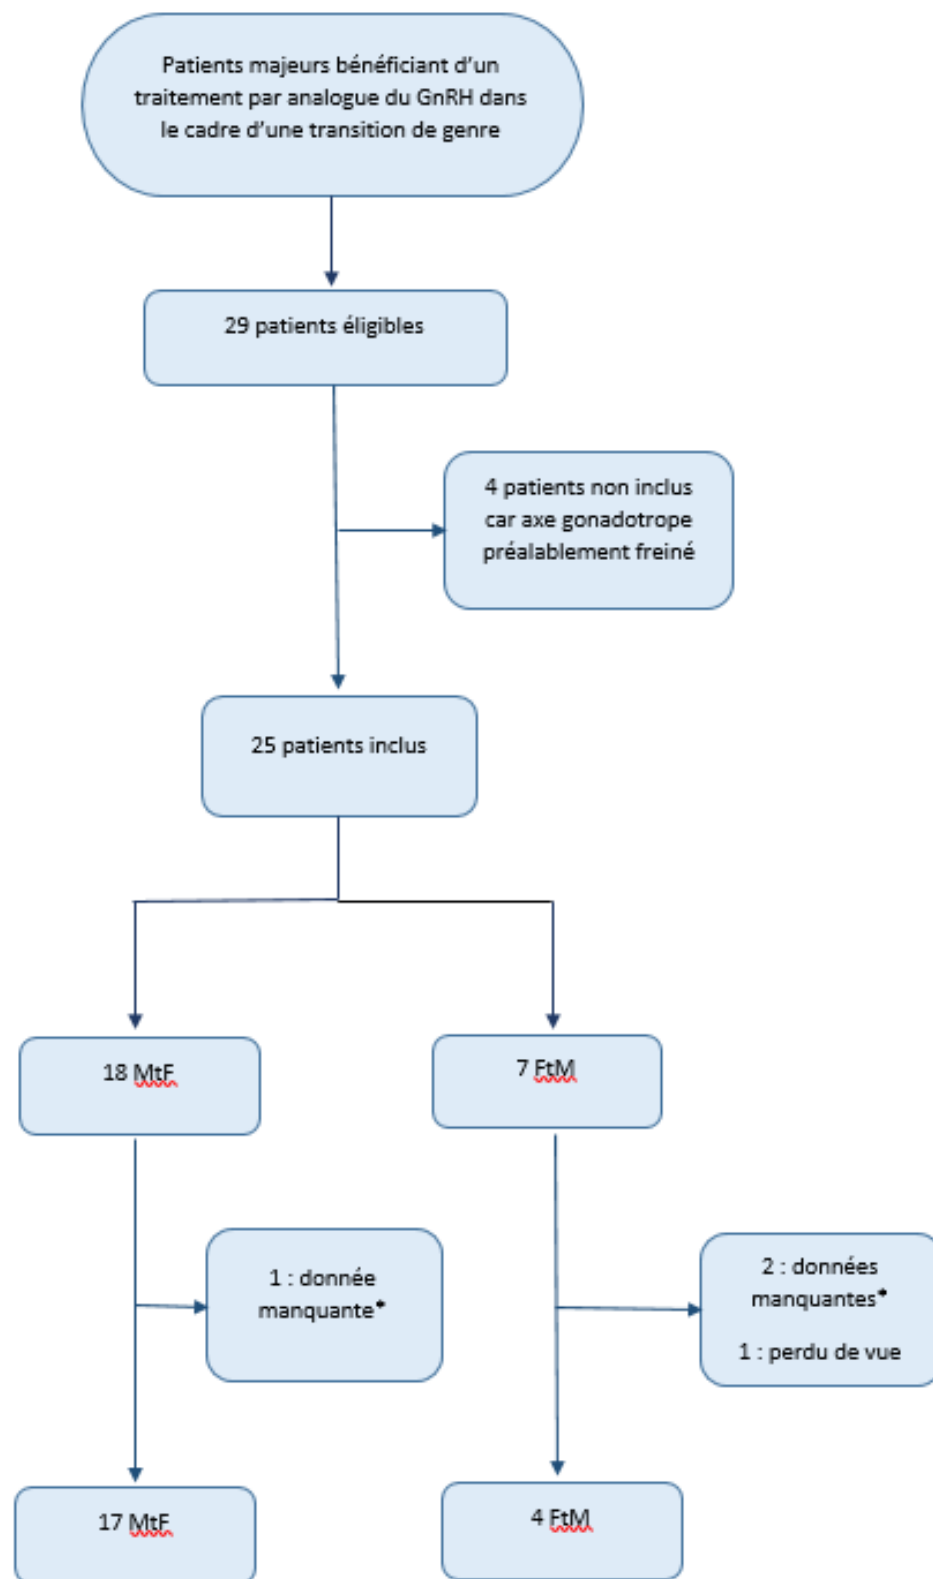 Patients majeurs bénéficiant d'un
traitement par analogue du GnRH dans
le cadre d'une transition de genre
29 patients éligibles
4 patients non inclus
car axe gonadotrope
préalablement freiné
25 patients inclus
18 MtF
7 FtM
1 : donnée
manquante*
2 : données
manquantes*
1 : perdu de vue
17 MtF
4 FtM